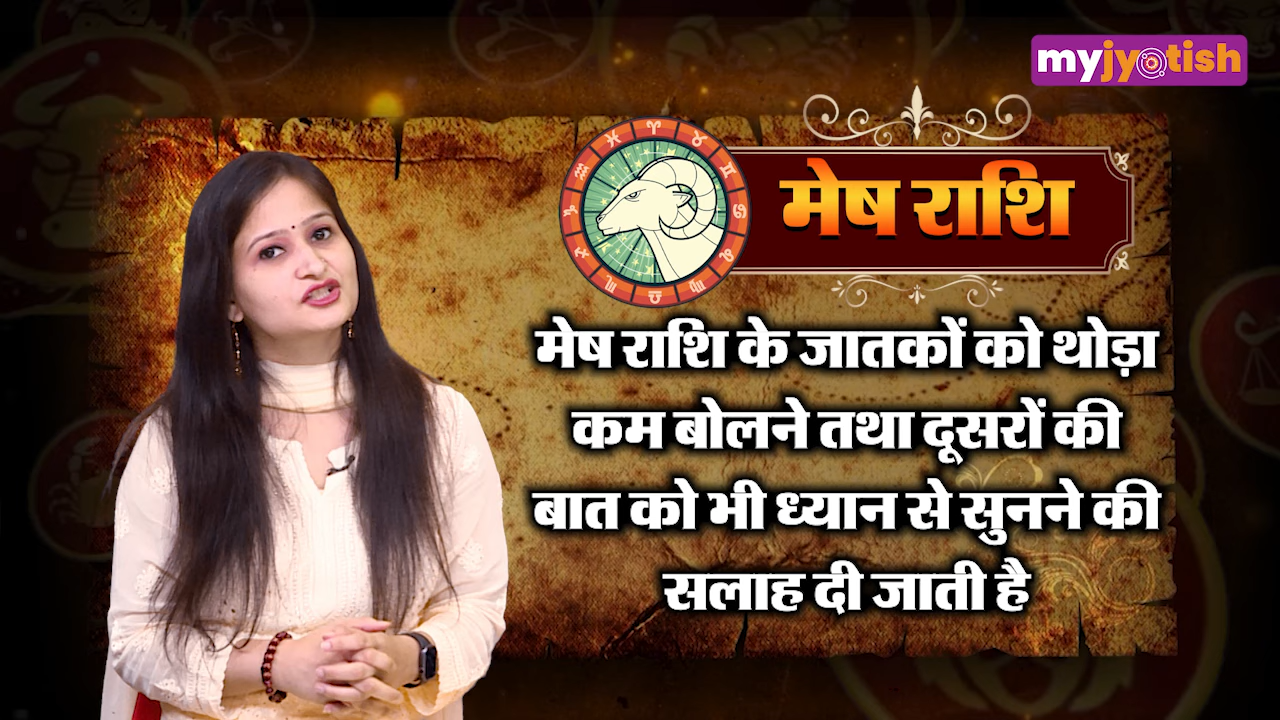 myjyotish
मेष राशि
मेष राशि के जातकों को थोड़ा
कम बोलने तथा दूसरों की
बात को भी ध्यान से सुनने की
सलाह दी जाती है